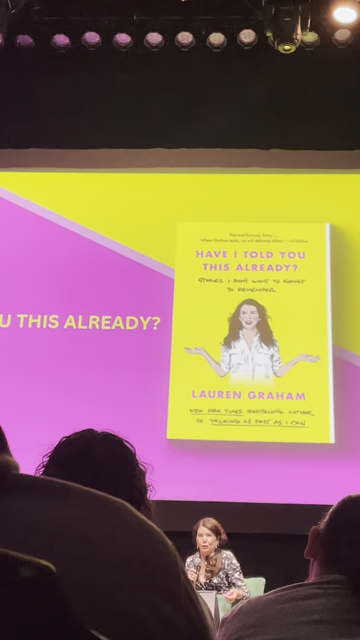 U THIS ALREADY?
HAVE I TOLD YOU
THIS ALREADY?
STORIES I DON'T WANT TO FORGET
TO REMEMBER
LAUREN GRAHAM
NEW YORK TIMES BESTSELLING AUTHOR
OF TALKING AS FAST AS I CAN